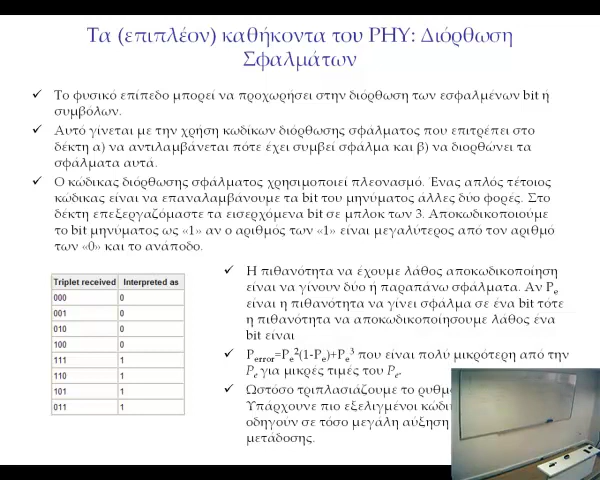 Τα (επιπλέον) καθήκοντα του PHY: Διόρθωση
Σφαλμάτων
✓ Το φυσικό επίπεδο μπορεί να προχωρήσει στην διόρθωση των εσφαλμένων bit ή
συμβόλων.
✓ Αυτό γίνεται με την χρήση κωδίκων διόρθωσης σφάλματος που επιτρέπει στο
δέκτη α) να αντιλαμβάνεται πότε έχει συμβεί σφάλμα και β) να διορθώνει τα
σφάλματα αυτά.
✓ Ο κώδικας διόρθωσης σφάλματος χρησιμοποιεί πλεονασμό. Ένας απλός τέτοιος
κώδικας είναι να επαναλαμβάνουμε τα bit του μηνύματος άλλες δύο φορές. Στο
δέκτη επεξεργαζόμαστε τα εισερχόμενα bit σε μπλοκ των 3. Αποκωδικοποιούμε
το bit μηνύματος ως «1» αν ο αριθμός των «1» είναι μεγαλύτερος από τον αριθμό
των «0» και το ανάποδο.
Triplet received Interpreted as
000 0
001 0
010 0
100 0
111 1
110 1
101 1
011 1
✓ Η πιθανότητα να έχουμε λάθος αποκωδικοποίηση
είναι να γίνουν δύο ή παραπάνω σφάλματα. Αν Pe
είναι η πιθανότητα να γίνει σφάλμα σε ένα bit τότε
η πιθανότητα να αποκωδικοποίησουμε λάθος ένα
bit είναι
✓ Perror=Pe²(1-Pe)+Pe³ που είναι πολύ μικρότερη από την
Pe για μικρές τιμές του Pe.
✓ Ωστόσο τριπλασιάζουμε το
Υπάρχουνε πιο εξελιγμένοι
οδηγούν σε τόσο μεγάλη αύξηση
μετάδοσης.